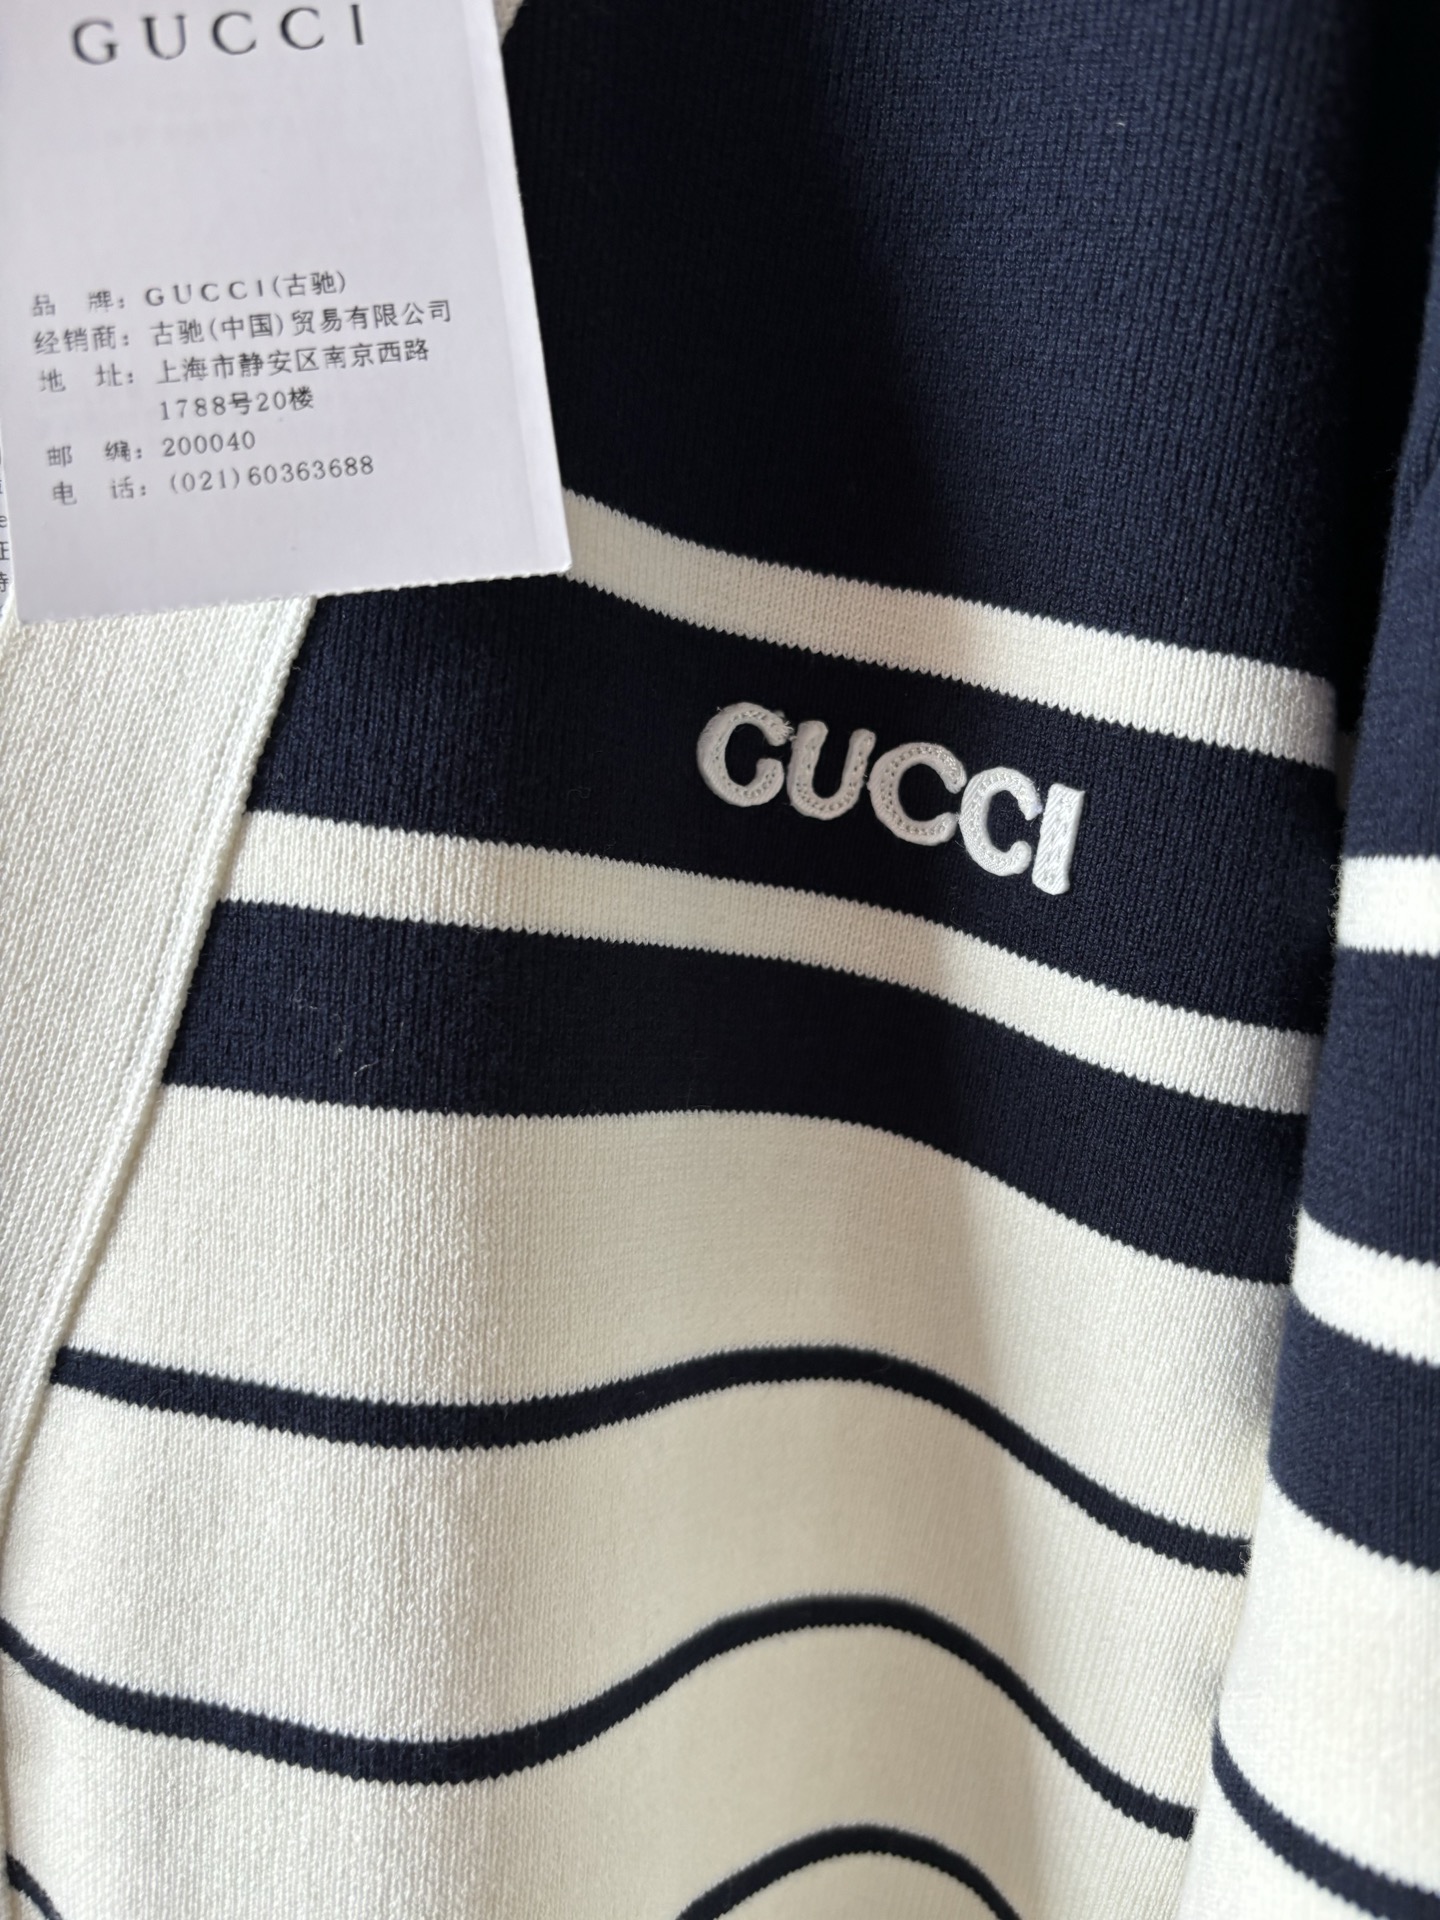 GUCCI
品 牌：GUCCI(古驰)
经销商：古驰(中国)贸易有限公司
地 址：上海市静安区南京西路
1788号20楼
邮 编：200040
电 话：(021)60363688
GUCCI